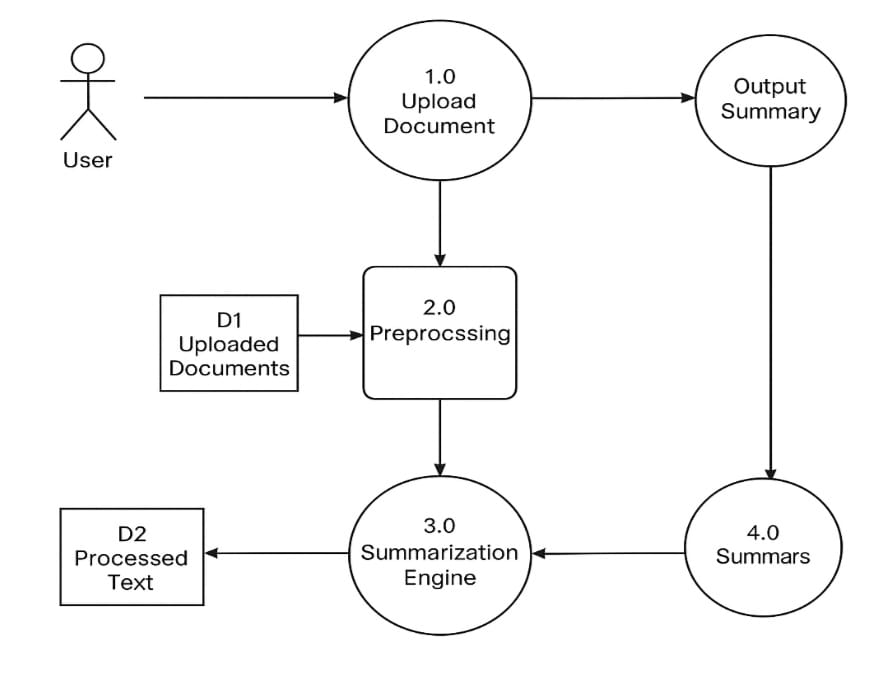 1.0
Upload
Document
Output
Summary
User
2.0
Preprocssing
D1
Uploaded
Documents
3.0
Summarization
Engine
4.0
Summars
D2
Processed
Text